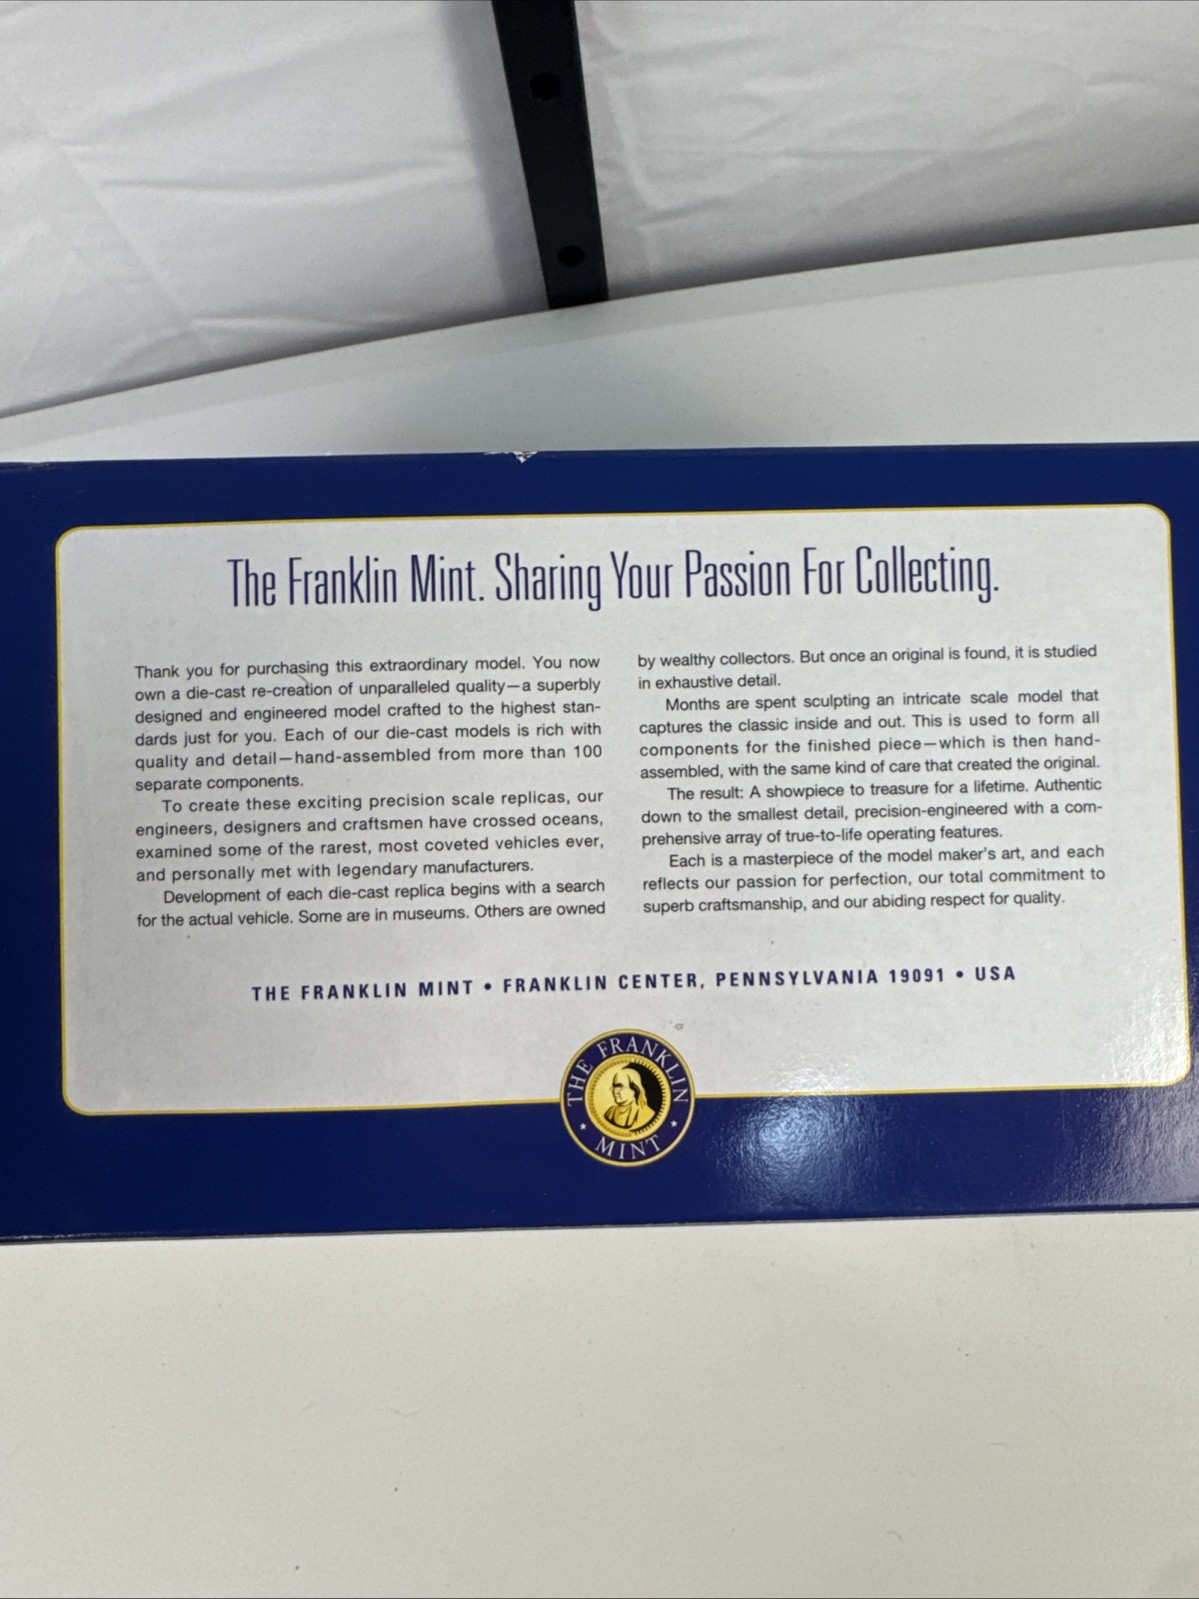 The Franklin Mint. Sharing Your Passion For Collecting.
Thank you for purchasing this extraordinary model. You now
own a die-cast re-creation of unparalleled quality—a superbly
designed and engineered model crafted to the highest stan-
dards just for you. Each of our die-cast models is rich with
quality and detail—hand-assembled from more than 100
separate components.
To create these exciting precision scale replicas, our
engineers, designers and craftsmen have crossed oceans,
examined some of the rarest, most coveted vehicles ever,
and personally met with legendary manufacturers.
Development of each die-cast replica begins with a search
for the actual vehicle. Some are in museums. Others are owned
by wealthy collectors. But once an original is found, it is studied
in exhaustive detail.
Months are spent sculpting an intricate scale model that
captures the classic inside and out. This is used to form all
components for the finished piece—which is then hand-
assembled, with the same kind of care that created the original.
The result: A showpiece to treasure for a lifetime. Authentic
down to the smallest detail, precision-engineered with a com-
prehensive array of true-to-life operating features.
Each is a masterpiece of the model maker's art, and each
reflects our passion for perfection, our total commitment to
superb craftsmanship, and our abiding respect for quality.
THE FRANKLIN MINT • FRANKLIN CENTER, PENNSYLVANIA 19091 • USA
THE FRANKLIN
MINT